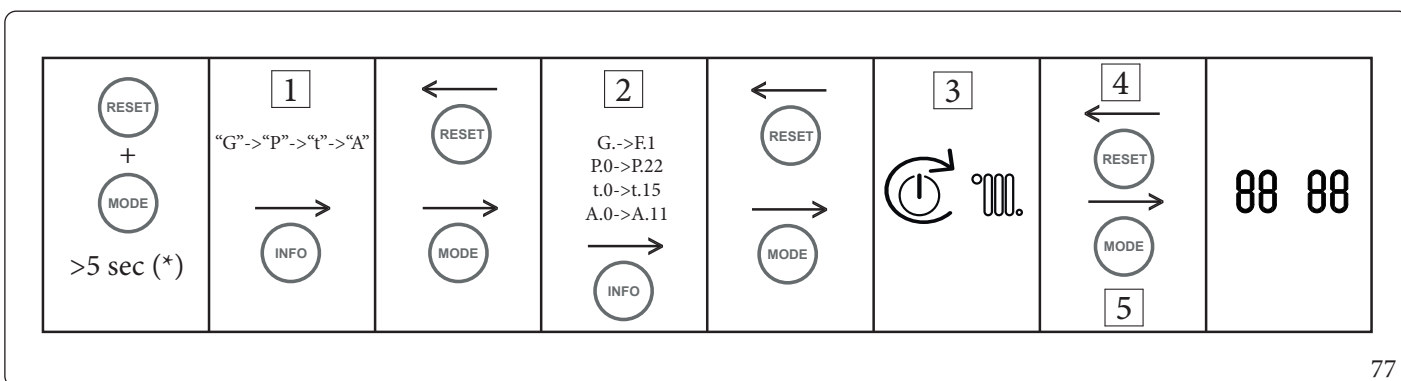 RESET
+
MODE
>5 sec (*)
1
“G”->“P”->“t”->“A”
INFO
RESET
MODE
2
G.->F.1
P.0->P.22
t.0->t.15
A.0->A.11
INFO
RESET
MODE
3
4
RESET
MODE
5
88 88
77